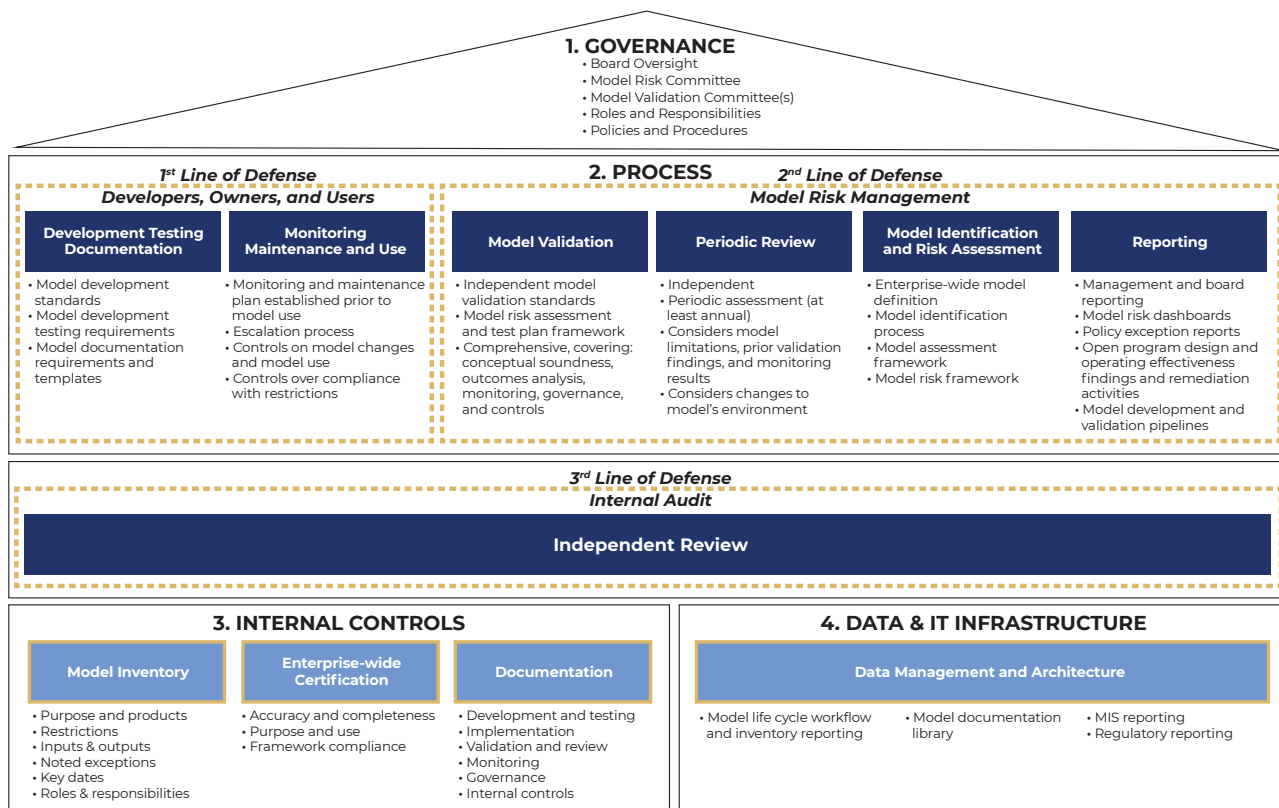 1. GOVERNANCE
• Board Oversight
• Model Risk Committee
• Model Validation Committee(s)
• Roles and Responsibilities
• Policies and Procedures
2. PROCESS
1st Line of Defense
Developers, Owners, and Users
2nd Line of Defense
Model Risk Management
Development Testing
Documentation
• Model development
standards
• Model development
testing requirements
• Model documentation
requirements and
templates
Monitoring
Maintenance and Use
• Monitoring and maintenance
plan established prior to
model use
• Escalation process
• Controls on model changes
and model use
• Controls over compliance
with restrictions
Model Validation
• Independent model
validation standards
• Model risk assessment
and test plan framework
• Comprehensive, covering:
conceptual soundness,
outcomes analysis,
monitoring, governance,
and controls
Periodic Review
• Independent
• Periodic assessment (at
least annual)
• Considers model
limitations, prior validation
findings, and monitoring
results
• Considers changes to
model's environment
Model Identification
and Risk Assessment
• Enterprise-wide model
definition
• Model identification
process
• Model assessment
framework
• Model risk framework
Reporting
• Management and board
reporting
• Model risk dashboards
• Policy exception reports
• Open program design and
operating effectiveness
findings and remediation
activities
• Model development and
validation pipelines
3rd Line of Defense
Internal Audit
Independent Review
3. INTERNAL CONTROLS
Model Inventory
• Purpose and products
• Restrictions
• Inputs & outputs
• Noted exceptions
• Key dates
• Roles & responsibilities
Enterprise-wide
Certification
• Accuracy and completeness
• Purpose and use
• Framework compliance
Documentation
• Development and testing
• Implementation
• Validation and review
• Monitoring
• Governance
• Internal controls
4. DATA & IT INFRASTRUCTURE
Data Management and Architecture
• Model life cycle workflow
and inventory reporting
• Model documentation
library
• MIS reporting
• Regulatory reporting